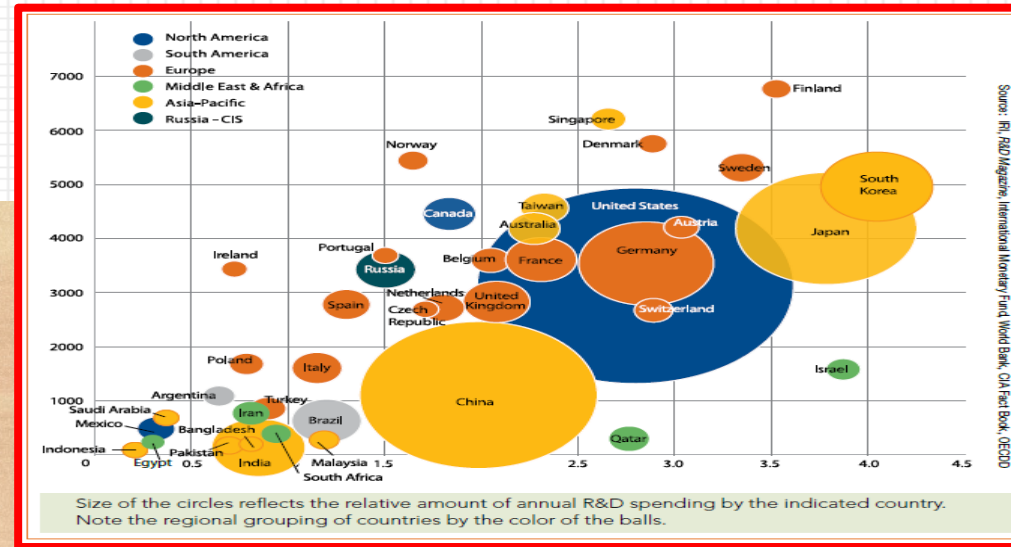 North America
South America
Europe
Middle East & Africa
Asia-Pacific
Russia - CIS
7000
6000
5000
4000
3000
2000
1000
0
0.5
1.5
2.5
3.0
3.5
4.0
4.5
Finland
Singapore
Denmark
Norway
Sweden
South
Korea
Canada
Taiwan
United States
Australia
Austria
Japan
Ireland
Portugal
Russia
Belgium
France
Germany
Spain
Netherlands
Czech
Republic
United
Kingdom
Switzerland
Poland
Italy
Israel
Argentina
Saudi Arabia
Mexico
Iran
Turkey
Bangladesh
Brazil
China
Indonesia
Egypt
Pakistan
India
South Africa
Malaysia
Qatar
Source: IRI, R&D Magazine, International Monetary Fund, World Bank, CIA Fact Book, OECDD
Size of the circles reflects the relative amount of annual R&D spending by the indicated country.
Note the regional grouping of countries by the color of the balls.